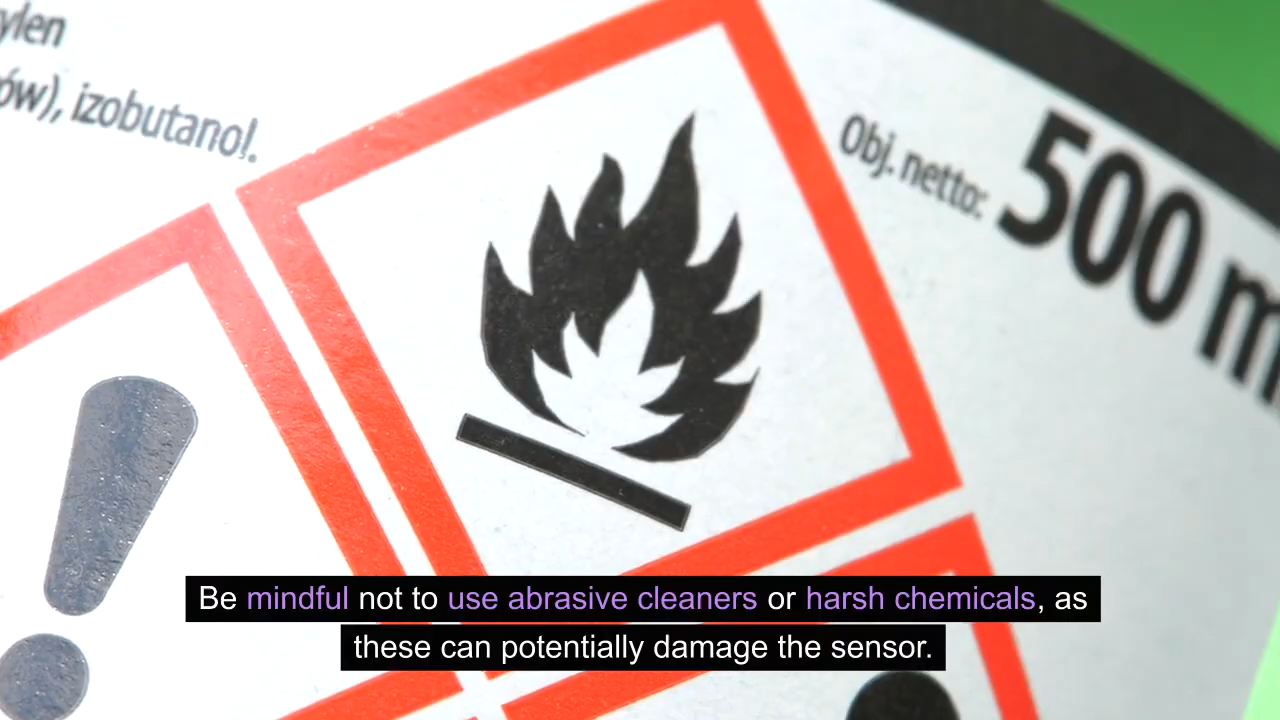 ylen
ów), izobutanol.
Obj. netto:
500 m
Be mindful not to use abrasive cleaners or harsh chemicals, as
these can potentially damage the sensor.